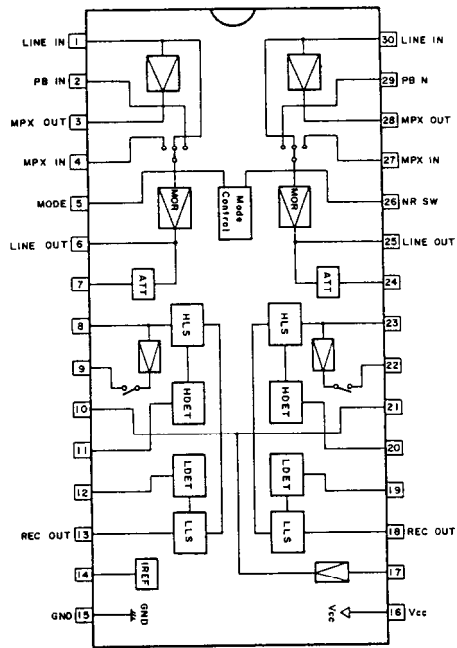 LINE IN 1
30 LINE IN
PB IN 2
29 PB N
MPX OUT 3
28 MPX OUT
MPX IN 4
27 MPX IN
MODE 5
26 NR SW
MOR
Mode Control
MOR
LINE OUT 6
25 LINE OUT
7
ATT
ATT
24
8
HLS
HLS
23
9
22
10
HDET
HDET
21
11
20
12
LDET
LDET
19
REC OUT 13
LLS
LLS
18 REC OUT
14
IREF
17
GNO 15
GND
Vcc
16 Vcc